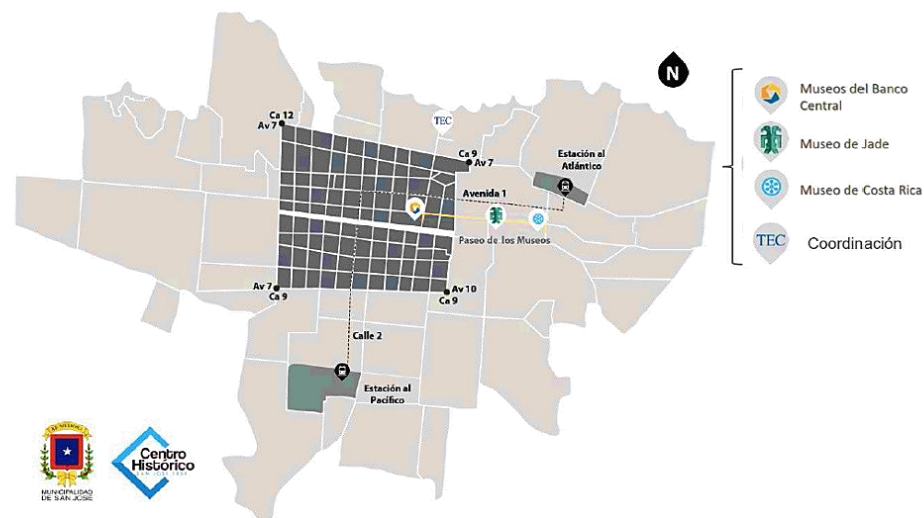 Ca 12
Av 7
TEC
Ca 9
Av 7
Estación al
Atlántico
Avenida 1
Paseo de los Museos
Av 7
Ca 9
Av 10
Ca 9
Calle 2
Estación al
Pacífico
N
Museos del Banco
Central
Museo de Jade
Museo de Costa Rica
TEC
Coordinación
MUNICIPALIDAD
DE SAN JOSÉ
Centro
Histórico